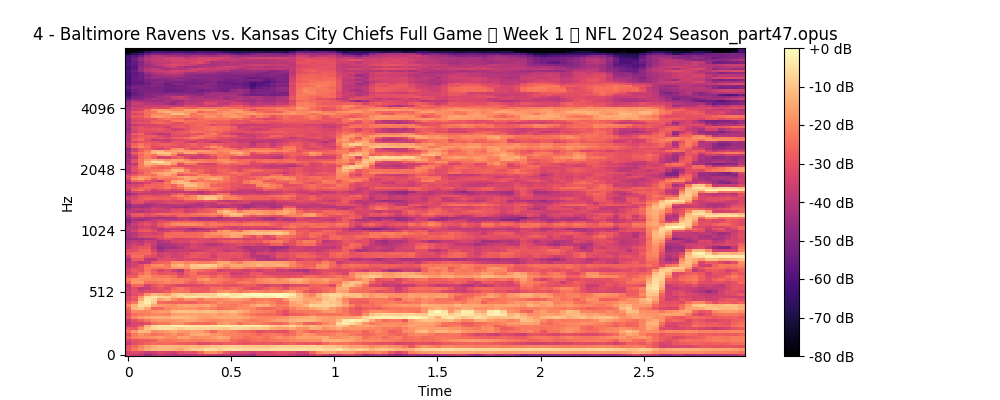 4 - Baltimore Ravens vs. Kansas City Chiefs Full Game ▯ Week 1 ▯ NFL 2024 Season_part47.opus
+0 dB
-10 dB
-20 dB
-30 dB
-40 dB
-50 dB
-60 dB
-70 dB
-80 dB
4096
2048
1024
512
0
Hz
0
0.5
1
1.5
2
2.5
Time